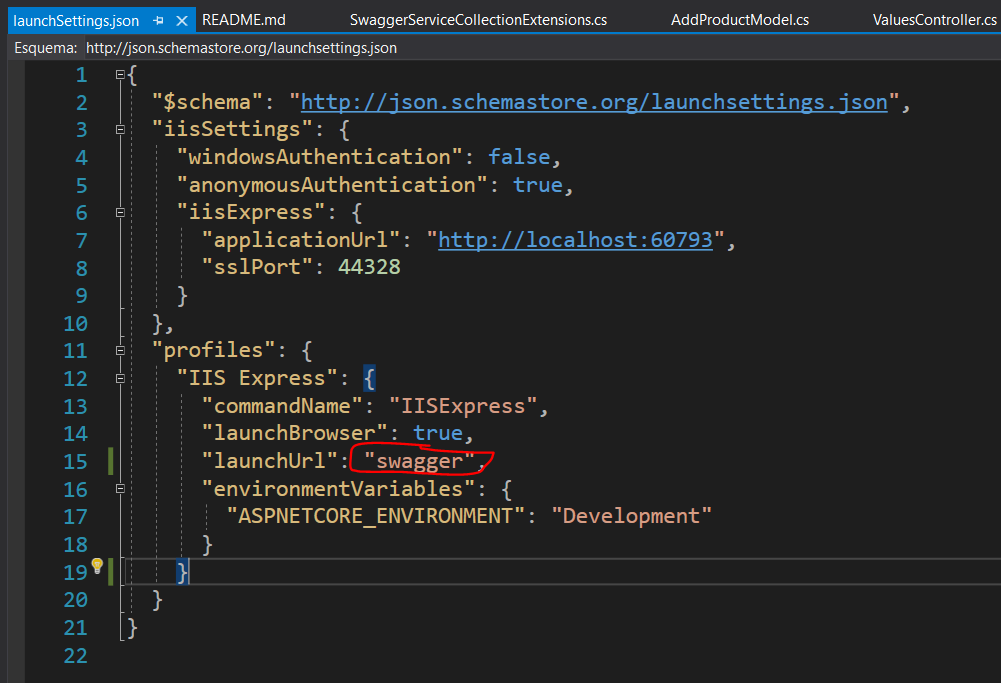 launchSettings.json README.md SwaggerServiceCollectionExtensions.cs AddProductModel.cs ValuesController.cs
Esquema: http://json.schemastore.org/launchsettings.json
1 {
2 "$schema": "http://json.schemastore.org/launchsettings.json",
3 "iisSettings": {
4 "windowsAuthentication": false,
5 "anonymousAuthentication": true,
6 "iisExpress": {
7 "applicationUrl": "http://localhost:60793",
8 "sslPort": 44328
9 }
10 },
11 "profiles": {
12 "IIS Express": {
13 "commandName": "IISExpress",
14 "launchBrowser": true,
15 "launchUrl": "swagger",
16 "environmentVariables": {
17 "ASPNETCORE_ENVIRONMENT": "Development"
18 }
19 }
20 }
21 }
22